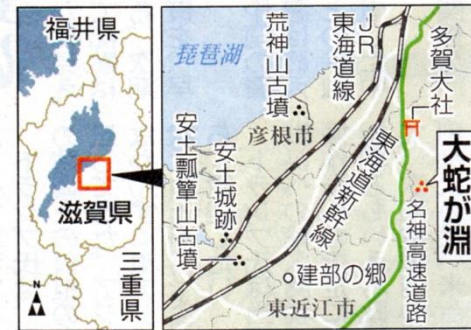 福井県
滋賀県
三重県
N
琵琶湖
荒神山古墳
彦根市
JR東海道線
多賀大社
大蛇が淵
東海道新幹線
名神高速道路
安土城跡
安土瓢箪山古墳
建部の郷
東近江市